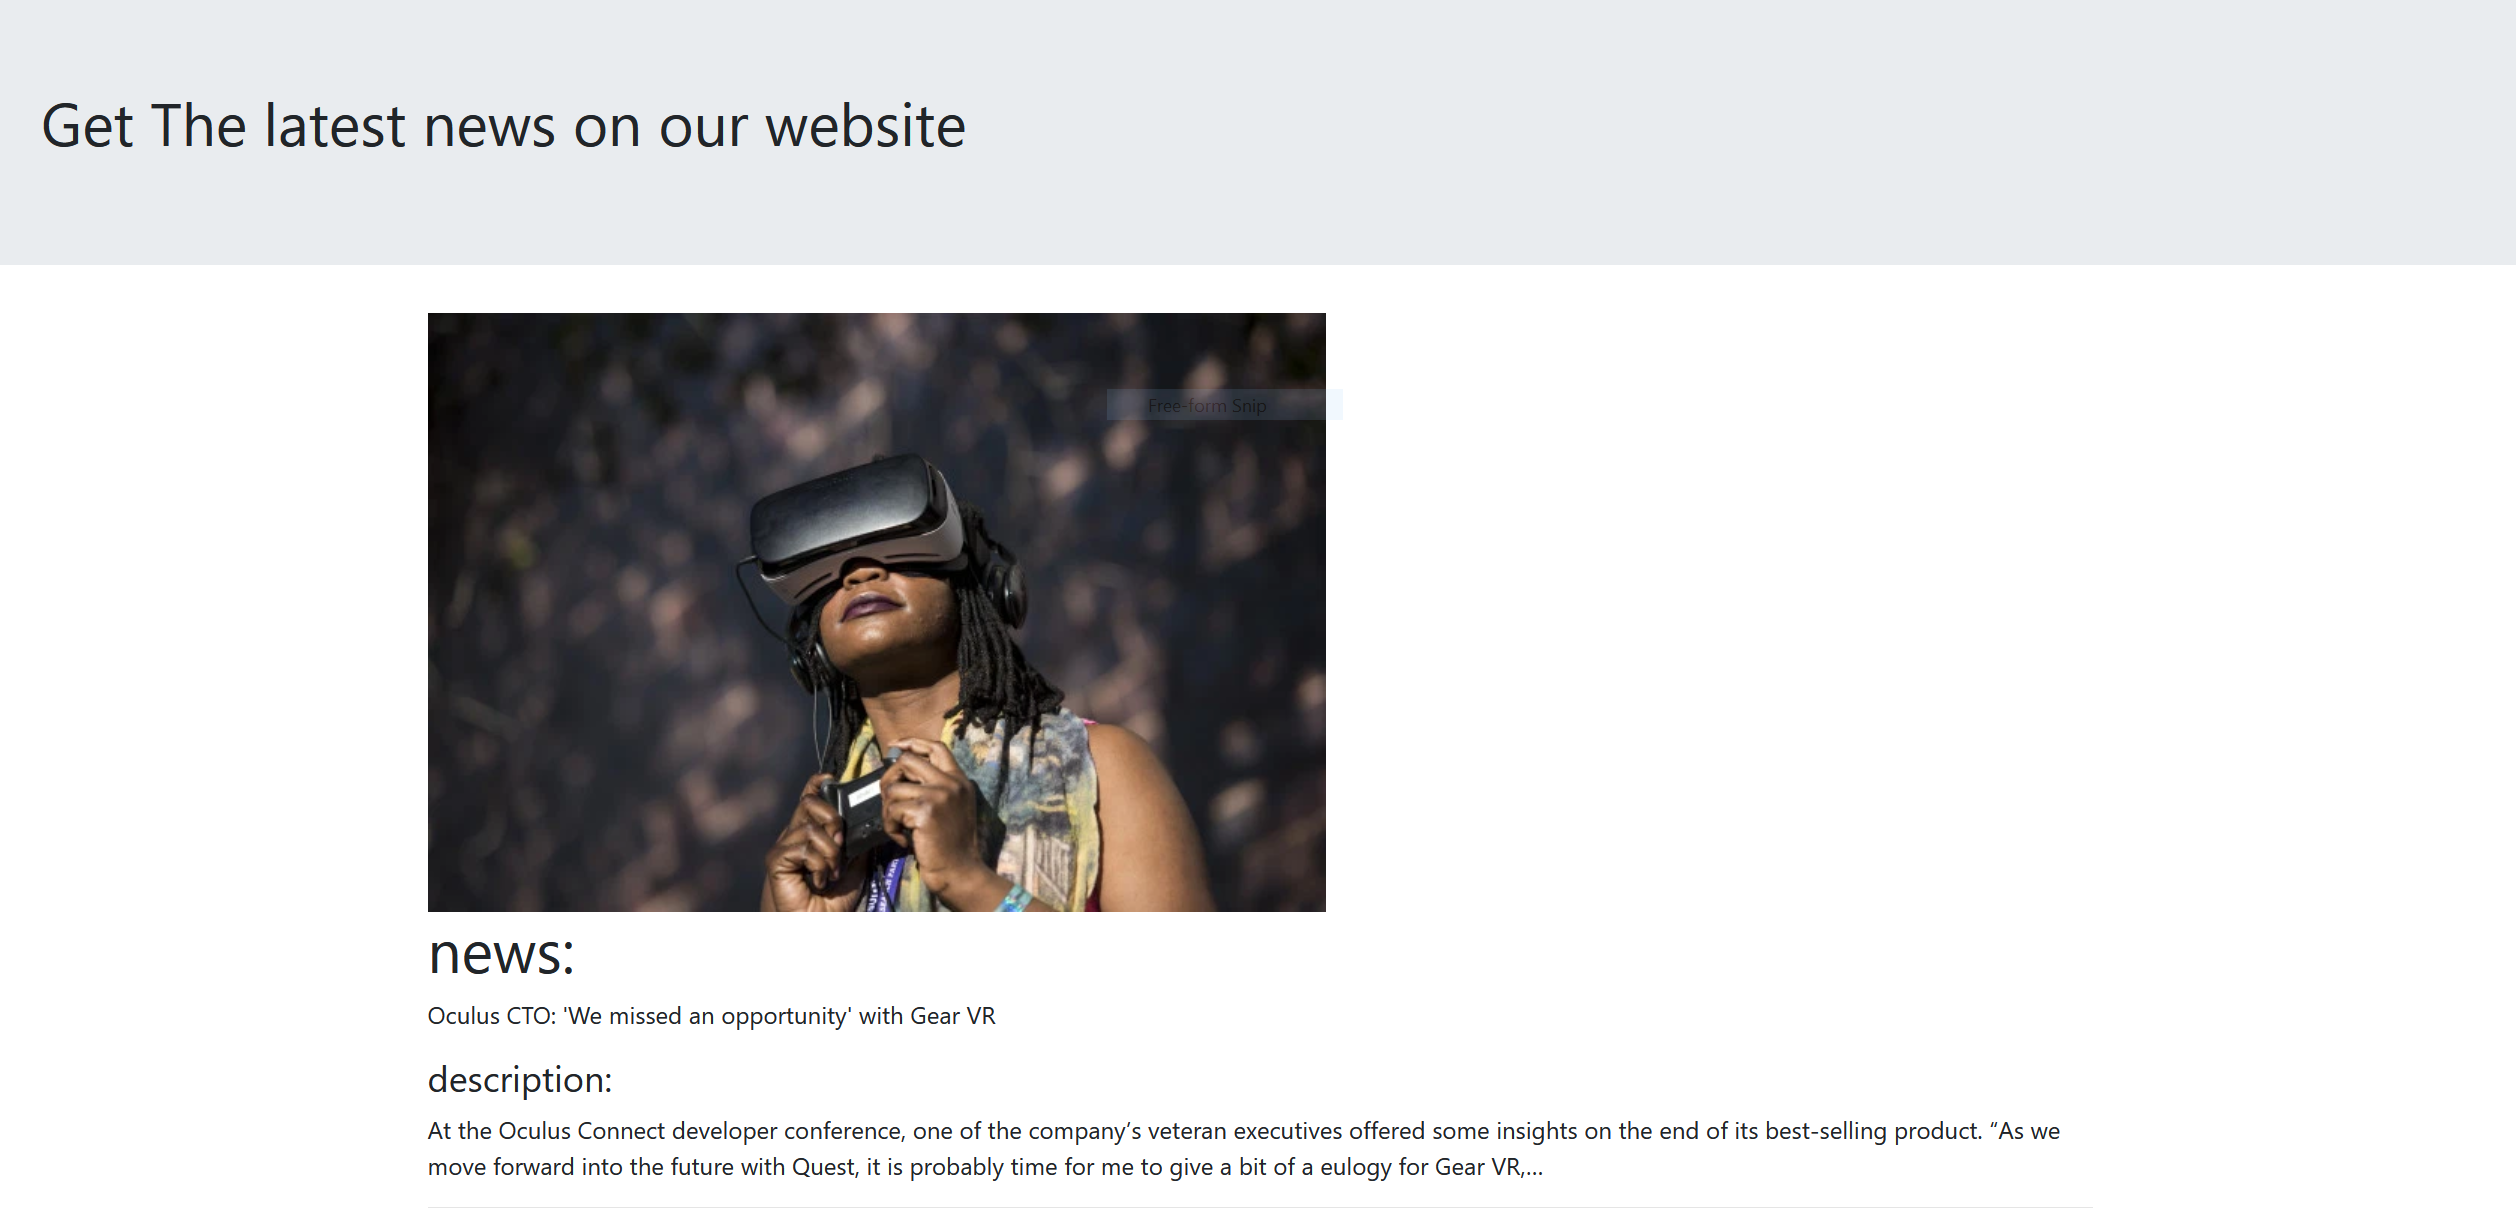 Get The latest news on our website
Free-form Snip
news:
Oculus CTO: 'We missed an opportunity' with Gear VR
description:
At the Oculus Connect developer conference, one of the company’s veteran executives offered some insights on the end of its best-selling product. “As we
move forward into the future with Quest, it is probably time for me to give a bit of a eulogy for Gear VR,…